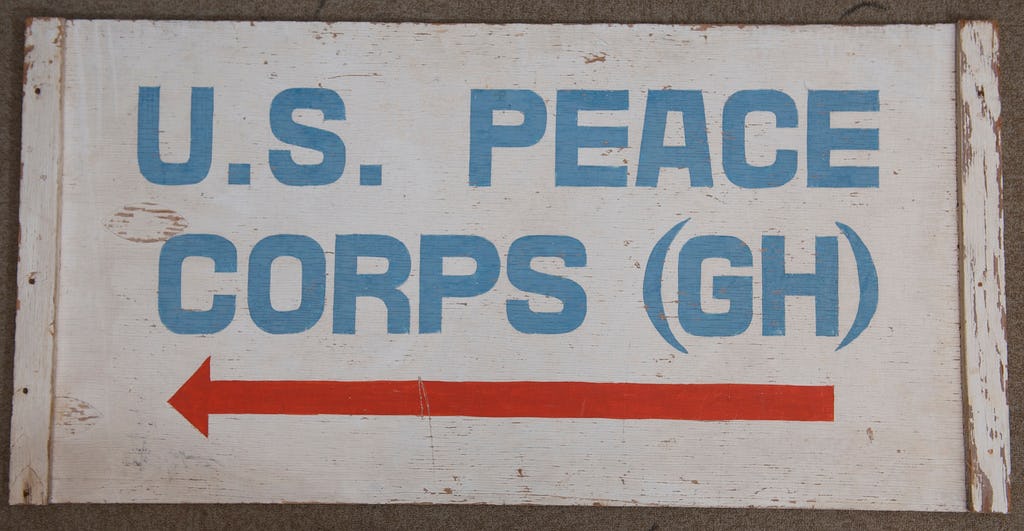 U.S. PEACE
CORPS (GH)